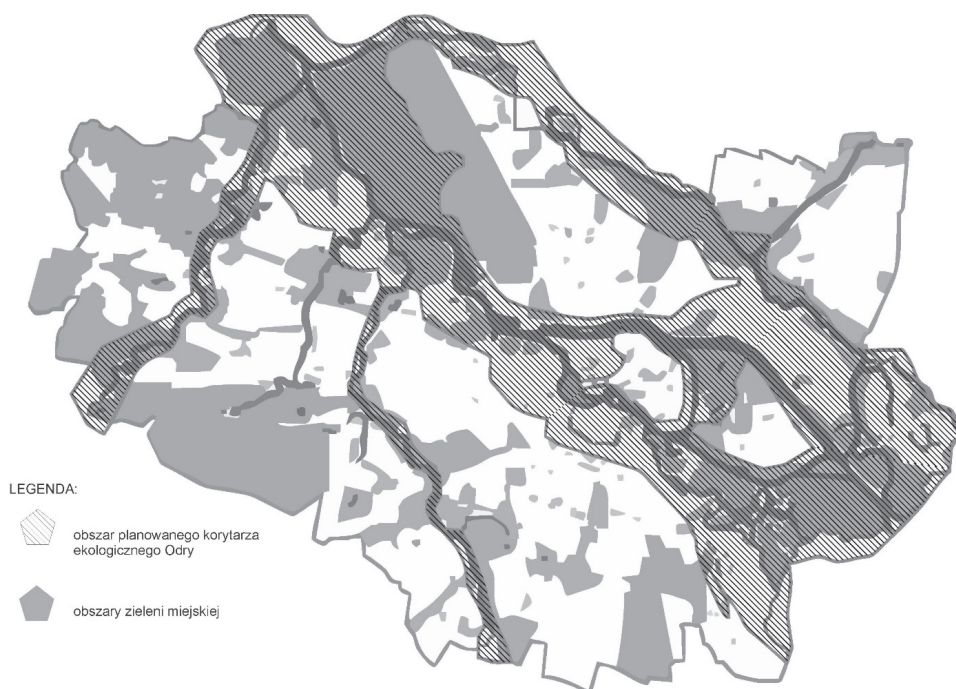 LEGENDA:
obszar planowanego korytarza
ekologicznego Odry
obszary zieleni miejskiej